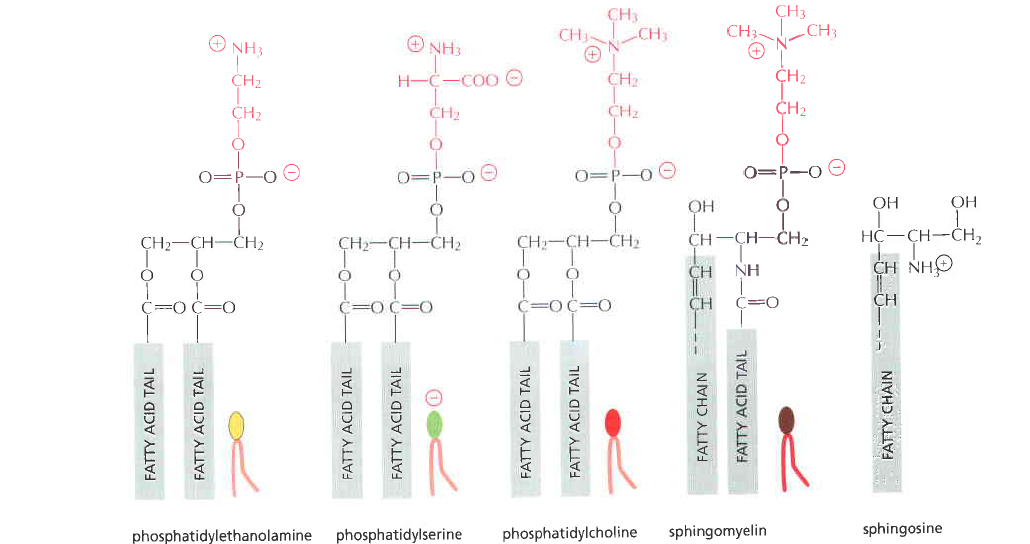 ⊕ NH3
CH2
CH2
O
O=P—O ⊖
O
CH2—CH—CH2
O O
C=O C=O
FATTY ACID TAIL
FATTY ACID TAIL
phosphatidylethanolamine
⊕ NH3
H—C—COO ⊖
CH2
O
O=P—O ⊖
O
CH2—CH—CH2
O O
C=O C=O
FATTY ACID TAIL
FATTY ACID TAIL
⊖
phosphatidylserine
CH3
CH3—N—CH3
⊕
CH2
CH2
O
O=P—O ⊖
O
CH2—CH—CH2
O O
C=O C=O
FATTY ACID TAIL
FATTY ACID TAIL
phosphatidylcholine
CH3
CH3—N—CH3
⊕
CH2
CH2
O
O=P—O ⊖
OH O
CH—CH—CH2
CH NH
CH C=O
FATTY CHAIN
FATTY ACID TAIL
sphingomyelin
OH OH
HC—CH—CH2
CH NH3⊕
CH
FATTY CHAIN
sphingosine